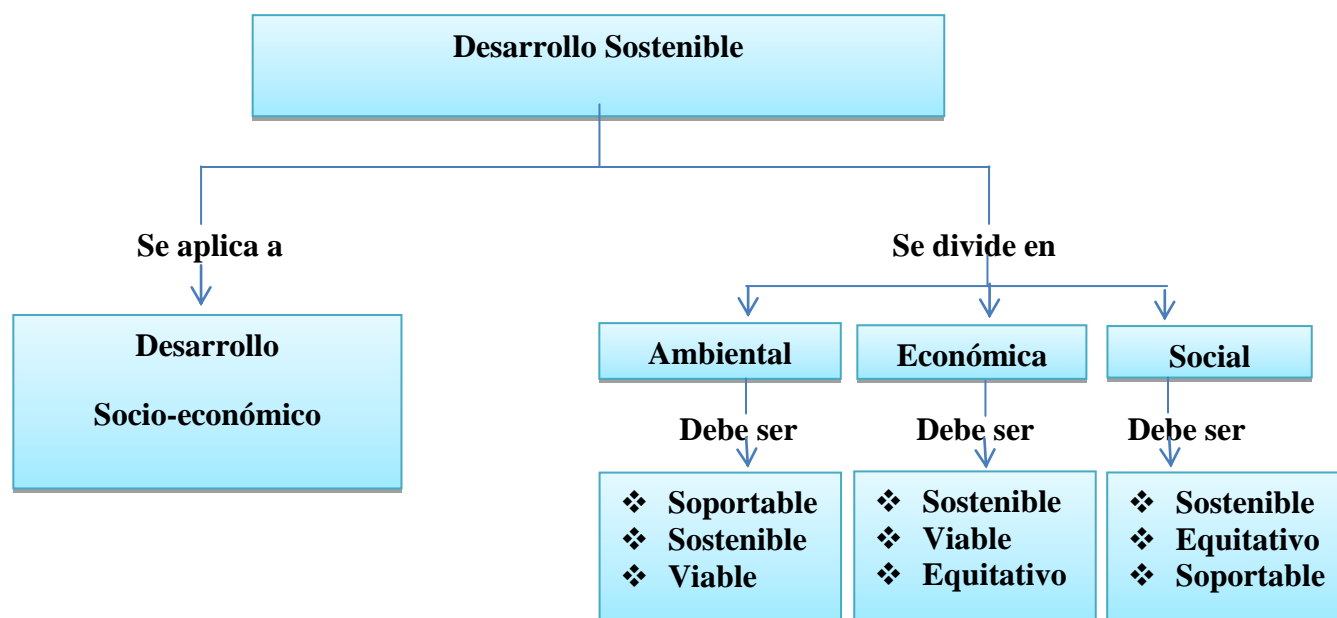 Desarrollo Sostenible
Se aplica a
Se divide en
Desarrollo
Socio-económico
Ambiental
Económica
Social
Debe ser
Debe ser
Debe ser
❖ Soportable
❖ Sostenible
❖ Viable
❖ Sostenible
❖ Viable
❖ Equitativo
❖ Sostenible
❖ Equitativo
❖ Soportable